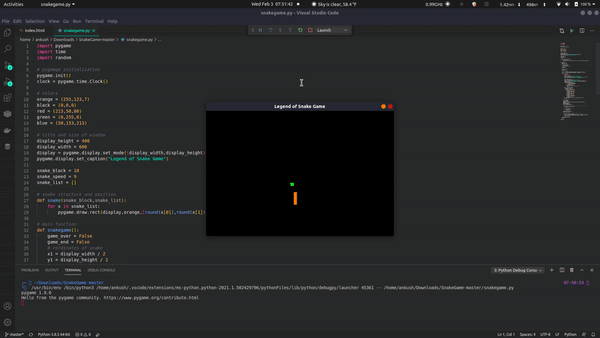 Activities
snakegame.py
Wed Feb 3 07:51:42
Sky is clear, 58.4 °F
0.99GHz
100 %
snakegame.py - Visual Studio Code
File Edit Selection View Go Run Terminal Help
index.html
snakegame.py
Launch
home > ankush > Downloads > SnakeGame-master > snakegame.py > ...
1 import pygame
2 import time
3 import random
4
5 # pygmage initialization
6 pygame.init()
7 clock = pygame.time.Clock()
8
9 # colors
10 orange = (255,123,7)
11 black = (0,0,0)
12 red = (213,50,80)
13 green = (0,255,0)
14 blue = (50,153,213)
15
16 # title and size of window
17 display_height = 400
18 display_width = 600
19 display = pygame.display.set_mode((display_width,display_height)
20 pygame.display.set_caption("Legend of Snake Game")
21
22 snake_block = 10
23 snake_speed = 9
24 snake_list = []
25
26 # snake structure and position
27 def snake(snake_block,snake_list):
28 for x in snake_list:
29 pygame.draw.rect(display,orange,[round(x[0]),round(x[1])
30
31 # main function
32 def snakegame():
33 game_over = False
34 game_end = False
35 # cordinates of snake
36 x1 = display_width / 2
37 y1 = display_height / 2
Legend of Snake Game
PROBLEMS OUTPUT TERMINAL DEBUG CONSOLE
3: Python Debug Conso
~/Downloads/SnakeGame-master
07:50:59
/usr/bin/env /bin/python3 /home/ankush/.vscode/extensions/ms-python.python-2021.1.502429796/pythonFiles/lib/python/debugpy/launcher 45361 -- /home/ankush/Downloads/SnakeGame-master/snakegame.py
pygame 1.9.6
Hello from the pygame community. https://www.pygame.org/contribute.html
master*
Python 3.8.5 64-bit
0 0
Ln 1, Col 1
Spaces: 4
UTF-8
LF
Python